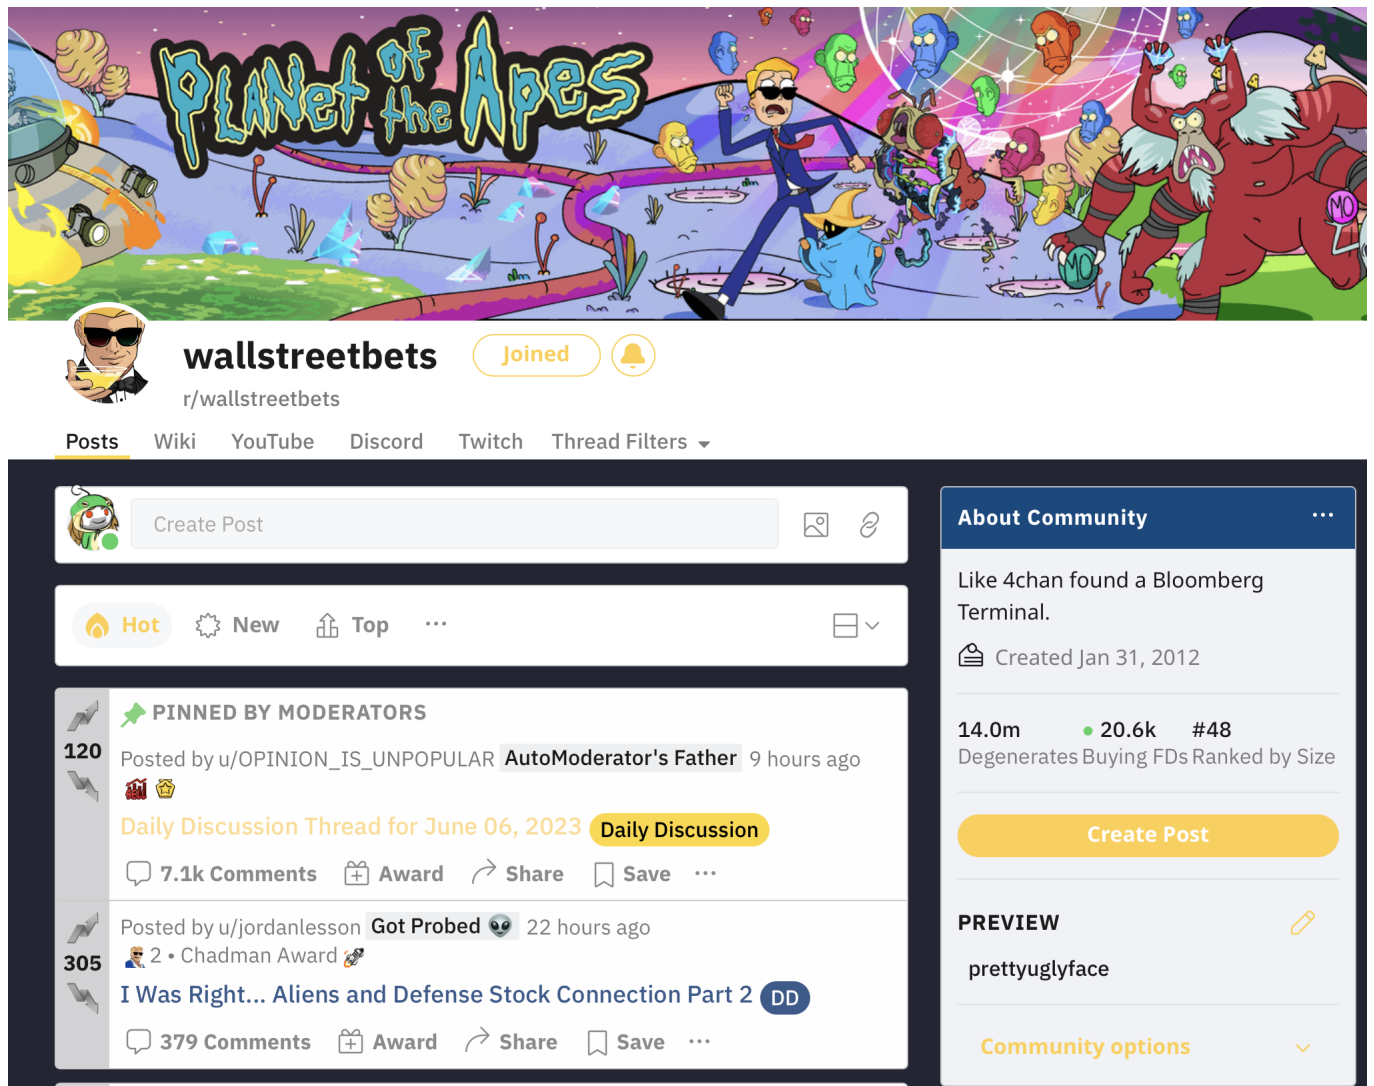 PLANET of the APES
MO
MO
wallstreetbets
Joined
r/wallstreetbets
Posts Wiki YouTube Discord Twitch Thread Filters
Create Post
Hot New Top ...
PINNED BY MODERATORS
120
Posted by u/OPINION_IS_UNPOPULAR AutoModerator's Father 9 hours ago
SELL
Daily Discussion Thread for June 06, 2023 Daily Discussion
7.1k Comments Award Share Save ...
305
Posted by u/jordanlesson Got Probed 👽 22 hours ago
2 • Chadman Award
I Was Right... Aliens and Defense Stock Connection Part 2 DD
379 Comments Award Share Save ...
About Community ...
Like 4chan found a Bloomberg
Terminal.
Created Jan 31, 2012
14.0m 20.6k #48
Degenerates Buying FDs Ranked by Size
Create Post
PREVIEW
prettyuglyface
Community options